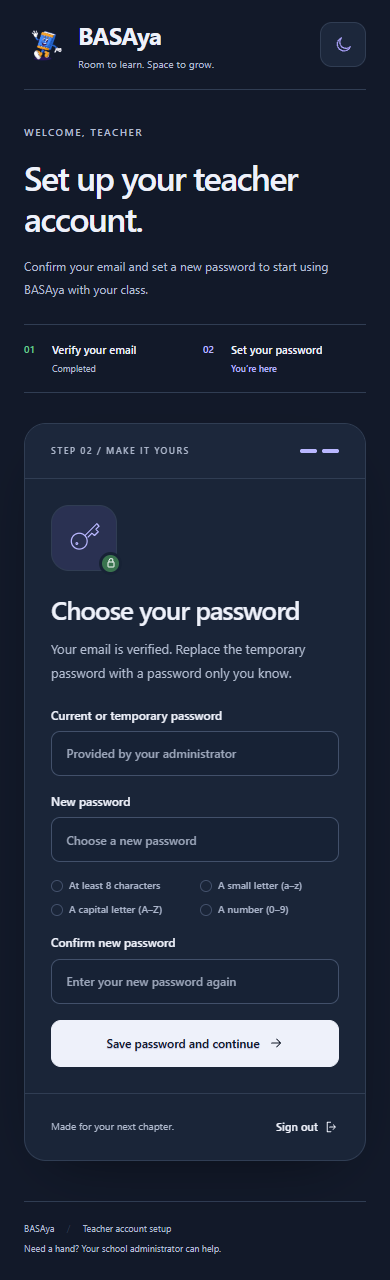 BASAya
Room to learn. Space to grow.
WELCOME, TEACHER
Set up your teacher
account.
Confirm your email and set a new password to start using
BASAya with your class.
01 Verify your email
Completed
02 Set your password
You're here
STEP 02 / MAKE IT YOURS
Choose your password
Your email is verified. Replace the temporary
password with a password only you know.
Current or temporary password
Provided by your administrator
New password
Choose a new password
At least 8 characters
A small letter (a–z)
A capital letter (A–Z)
A number (0–9)
Confirm new password
Enter your new password again
Save password and continue →
Made for your next chapter.
Sign out
BASAya / Teacher account setup
Need a hand? Your school administrator can help.